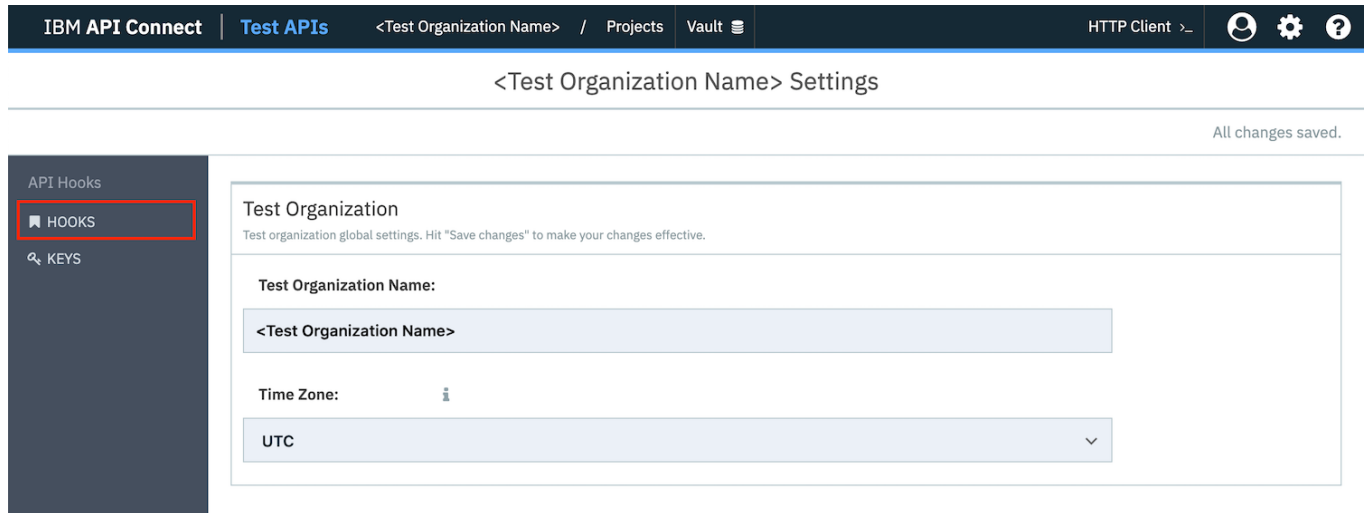 IBM API Connect | Test APIs <Test Organization Name> / Projects Vault HTTP Client >_ ?
<Test Organization Name> Settings
All changes saved.
API Hooks
HOOKS
KEYS
Test Organization
Test organization global settings. Hit "Save changes" to make your changes effective.
Test Organization Name:
<Test Organization Name>
Time Zone: i
UTC